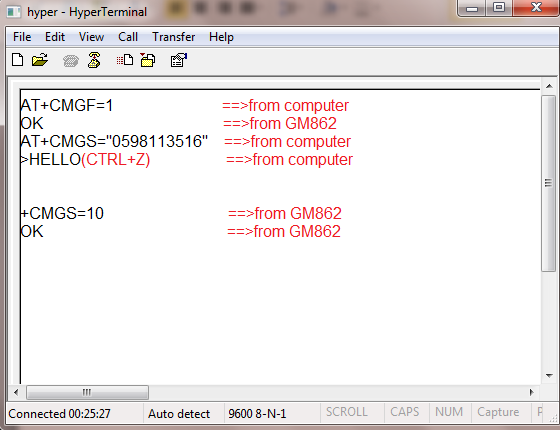 hyper - HyperTerminal
File Edit View Call Transfer Help
AT+CMGF=1 ==>from computer
OK ==>from GM862
AT+CMGS="0598113516" ==>from computer
>HELLO(CTRL+Z) ==>from computer
+CMGS=10 ==>from GM862
OK ==>from GM862
Connected 00:25:27 Auto detect 9600 8-N-1 SCROLL CAPS NUM Capture